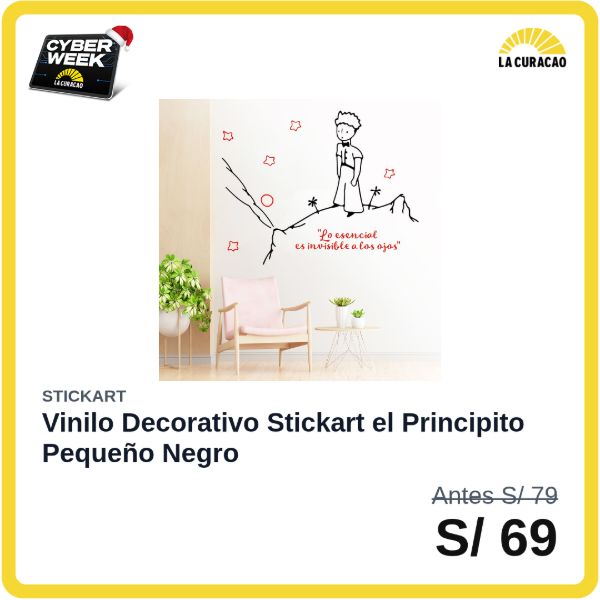 CYBER
WEEK
LA CURACAO
LA CURACAO
"Lo esencial
es invisible a los ojos"
STICKART
Vinilo Decorativo Stickart el Principito
Pequeño Negro
Antes S/ 79
S/ 69